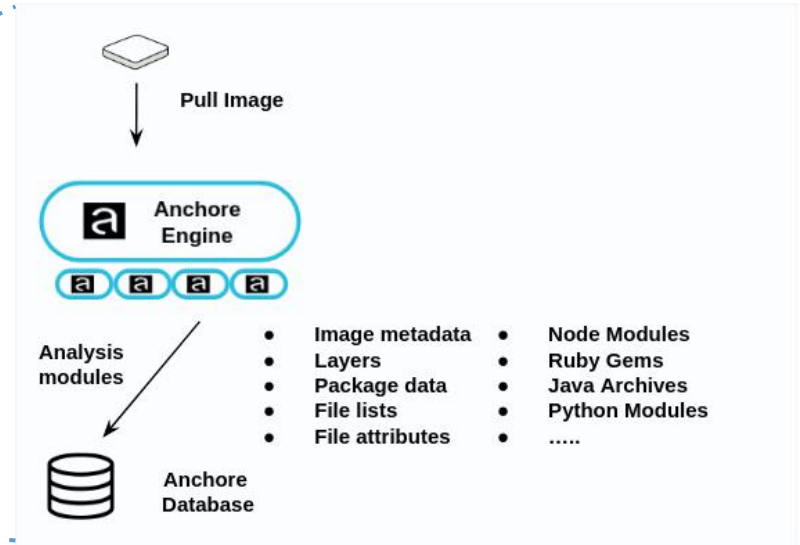 Pull Image
a Anchore
Engine
a a a a
Analysis
modules
● Image metadata
● Layers
● Package data
● File lists
● File attributes
● Node Modules
● Ruby Gems
● Java Archives
● Python Modules
● .....
Anchore
Database